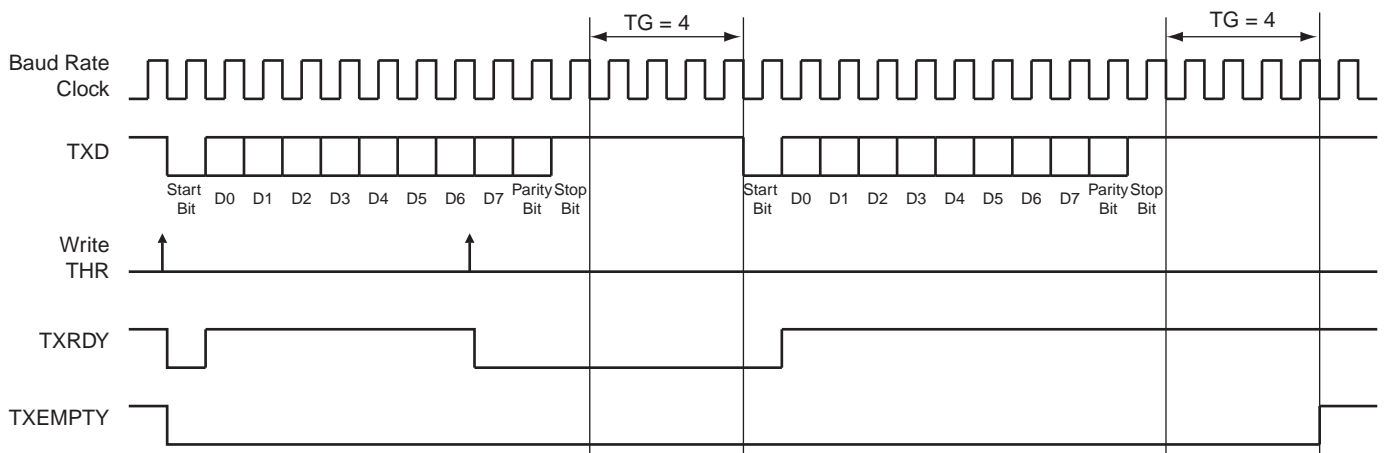 TG = 4
TG = 4
Baud Rate
Clock
TXD
Start
Bit
D0
D1
D2
D3
D4
D5
D6
D7
Parity
Bit
Stop
Bit
Start
Bit
D0
D1
D2
D3
D4
D5
D6
D7
Parity
Bit
Stop
Bit
Write
THR
TXRDY
TXEMPTY